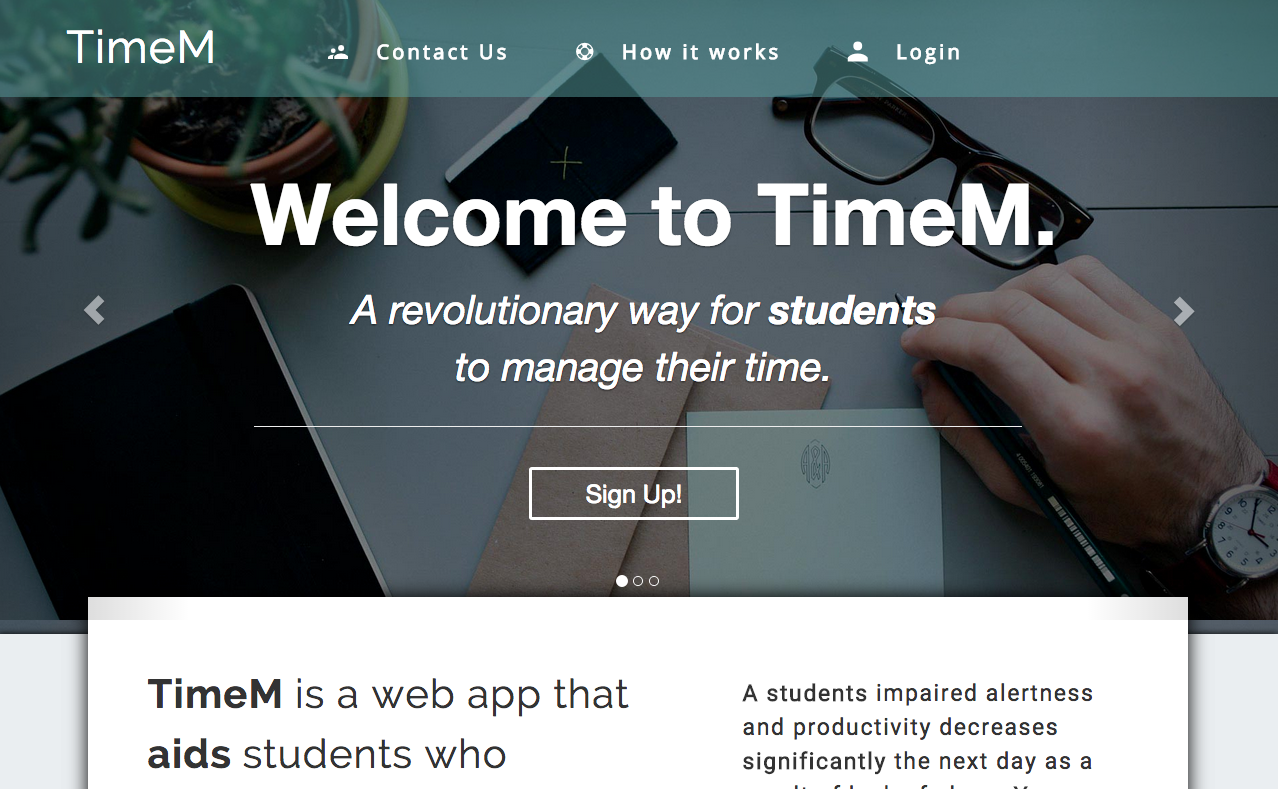 TimeM
Contact Us
How it works
Login
Welcome to TimeM.
A revolutionary way for students
to manage their time.
Sign Up!
TimeM is a web app that
aids students who
A students impaired alertness
and productivity decreases
significantly the next day as a